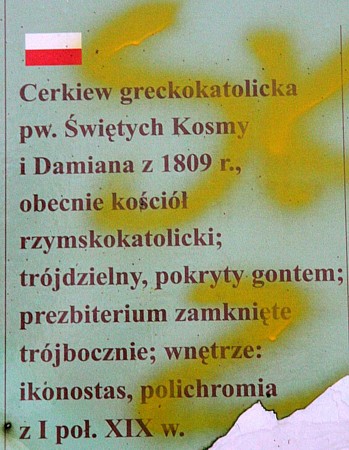 Cerkiew greckokatolicka
pw. Świętych Kosmy
i Damiana z 1809 r.,
obecnie kościół
rzymskokatolicki;
trójdzielny, pokryty gontem;
prezbiterium zamknięte
trójbocznie; wnętrze:
ikonostas, polichromia
z I poł. XIX w.